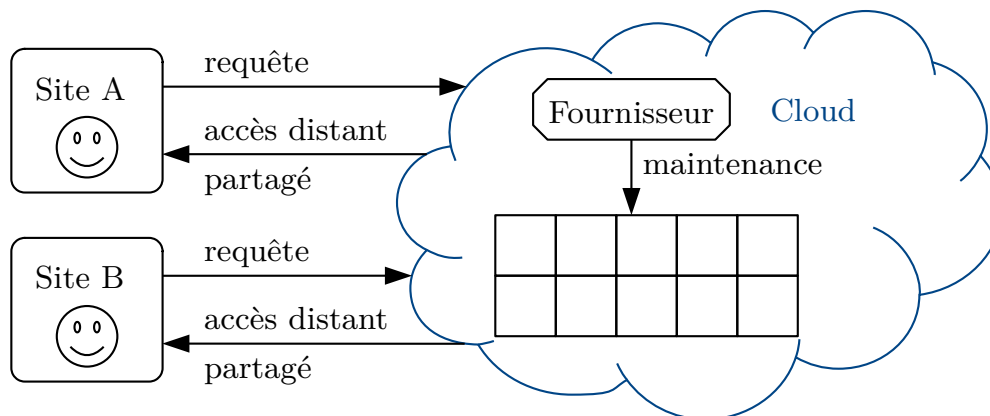 Site A
requête
accès distant
partagé
Site B
requête
accès distant
partagé
Fournisseur
Cloud
maintenance